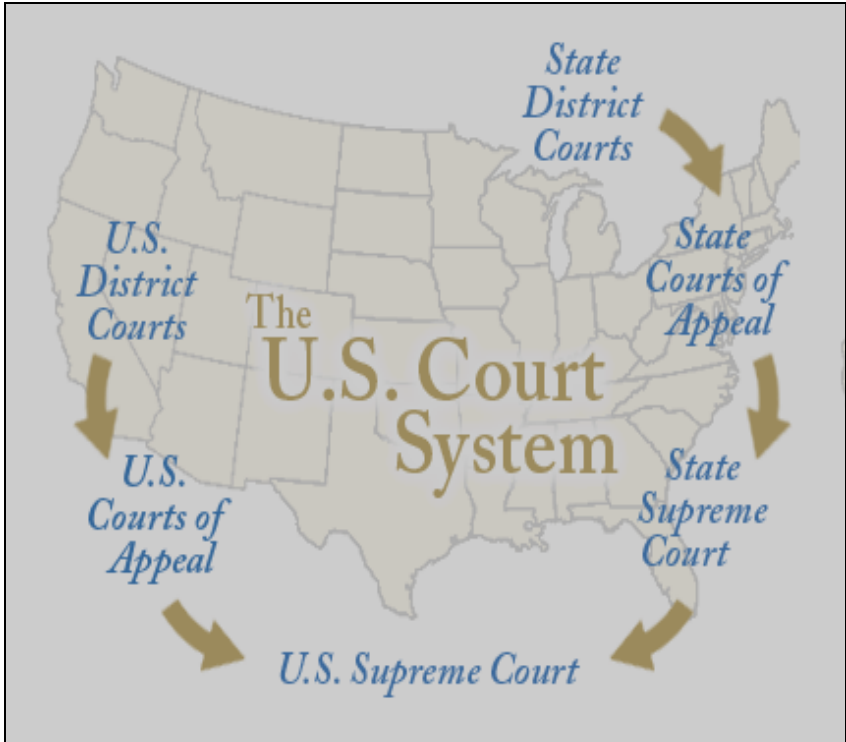 The
U.S. Court
System
U.S.
District
Courts
U.S.
Courts of
Appeal
State
District
Courts
State
Courts of
Appeal
State
Supreme
Court
U.S. Supreme Court